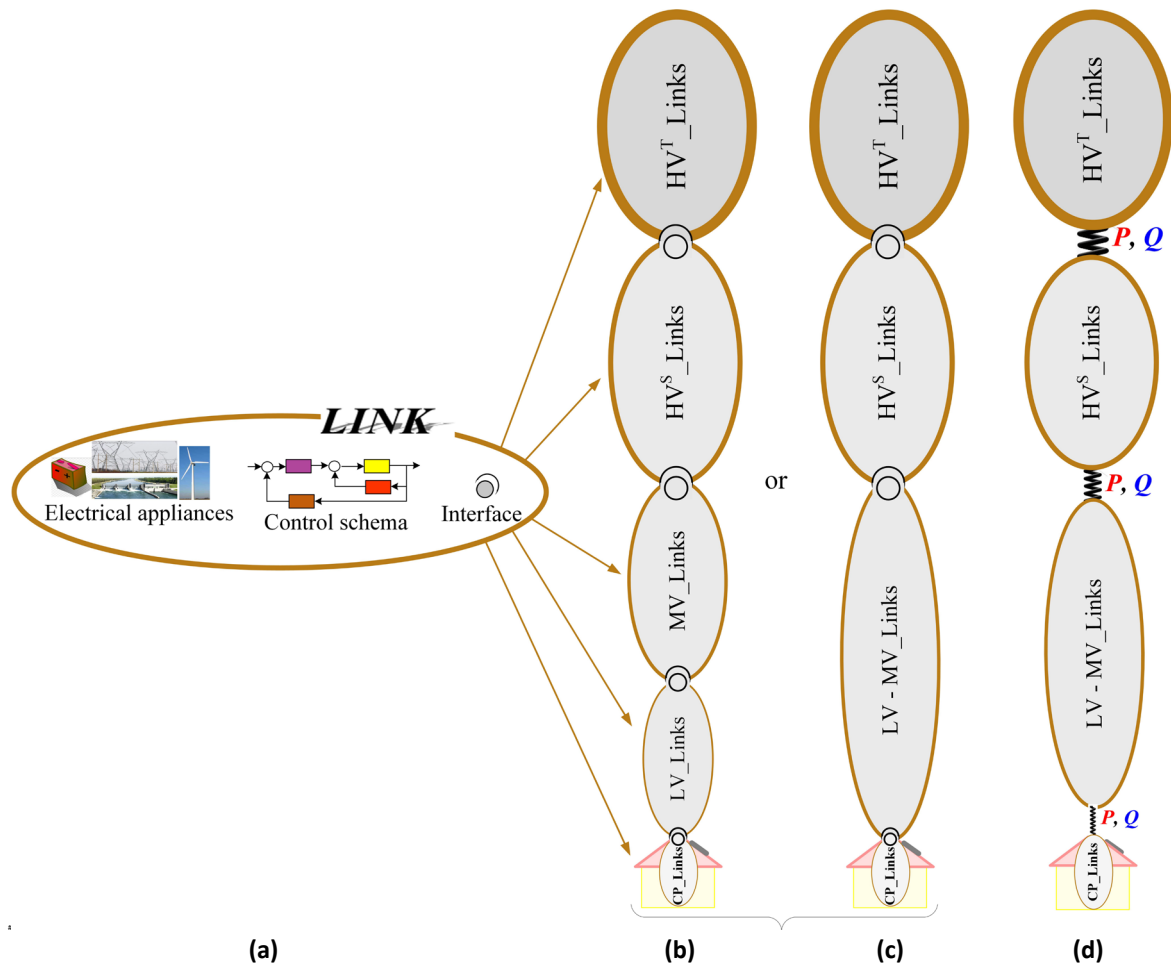 LINK
Electrical appliances
Control schema
Interface
HV^T_Links
HV^S_Links
MV_Links
LV_Links
CP_Links
or
HV^T_Links
HV^S_Links
LV - MV_Links
CP_Links
HV^T_Links
P, Q
HV^S_Links
P, Q
LV - MV_Links
P, Q
CP_Links
(a)
(b)
(c)
(d)